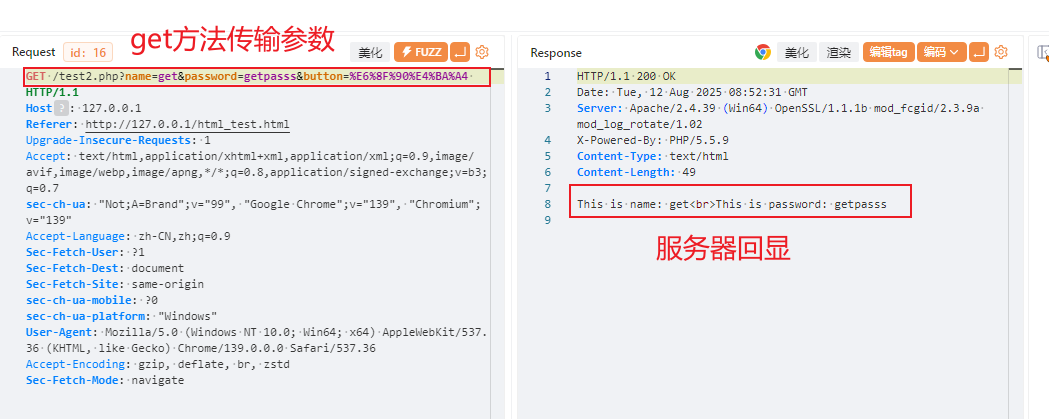 get方法传输参数
Request id: 16 美化 FUZZ
GET /test2.php?name=get&password=getpasss&button=%E6%8F%90%E4%BA%A4
HTTP/1.1
Host ? : 127.0.0.1
Referer: http://127.0.0.1/html_test.html
Upgrade-Insecure-Requests: 1
Accept: text/html,application/xhtml+xml,application/xml;q=0.9,image/
avif,image/webp,image/apng,*/*;q=0.8,application/signed-exchange;v=b3;
q=0.7
sec-ch-ua: "Not;A=Brand";v="99", "Google Chrome";v="139", "Chromium";
v="139"
Accept-Language: zh-CN,zh;q=0.9
Sec-Fetch-User: ?1
Sec-Fetch-Dest: document
Sec-Fetch-Site: same-origin
sec-ch-ua-mobile: ?0
sec-ch-ua-platform: "Windows"
User-Agent: Mozilla/5.0 (Windows NT 10.0; Win64; x64) AppleWebKit/537.
36 (KHTML, like Gecko) Chrome/139.0.0.0 Safari/537.36
Accept-Encoding: gzip, deflate, br, zstd
Sec-Fetch-Mode: navigate
Response 美化 渲染 编辑tag 编码
1 HTTP/1.1 200 OK
2 Date: Tue, 12 Aug 2025 08:52:31 GMT
3 Server: Apache/2.4.39 (Win64) OpenSSL/1.1.1b mod_fcgid/2.3.9a
mod_log_rotate/1.02
4 X-Powered-By: PHP/5.5.9
5 Content-Type: text/html
6 Content-Length: 49
7
8 This is name: get<br>This is password: getpasss
9
服务器回显